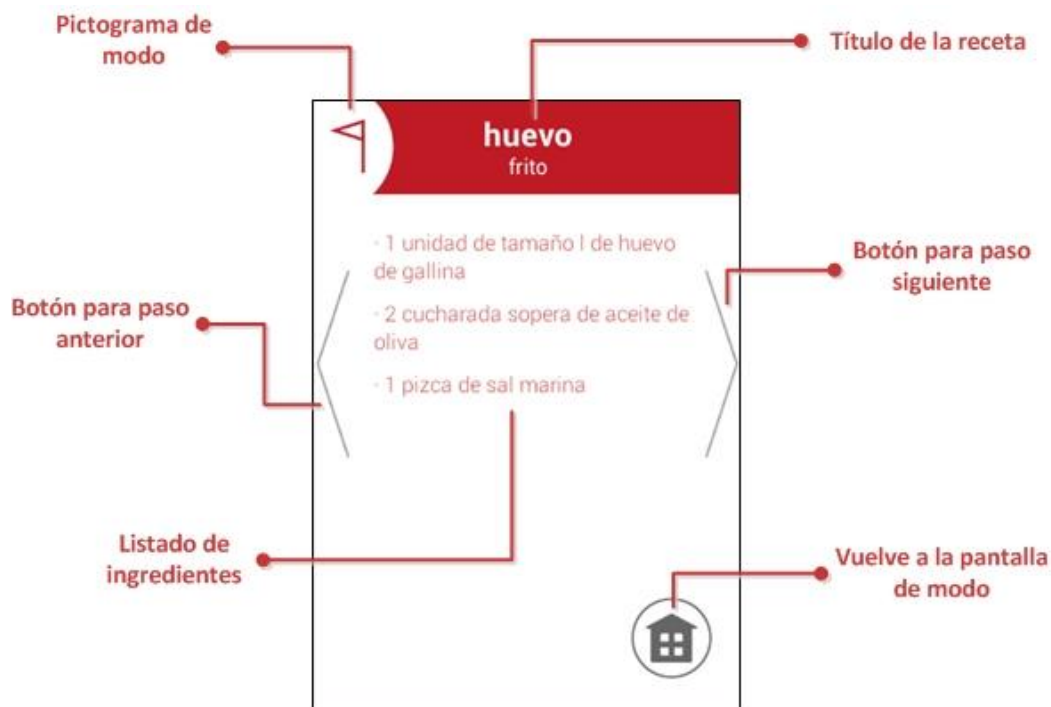 Pictograma de
modo
Título de la receta
huevo
frito
· 1 unidad de tamaño l de huevo
de gallina
· 2 cucharada sopera de aceite de
oliva
· 1 pizca de sal marina
Botón para paso
siguiente
Botón para paso
anterior
Listado de
ingredientes
Vuelve a la pantalla
de modo